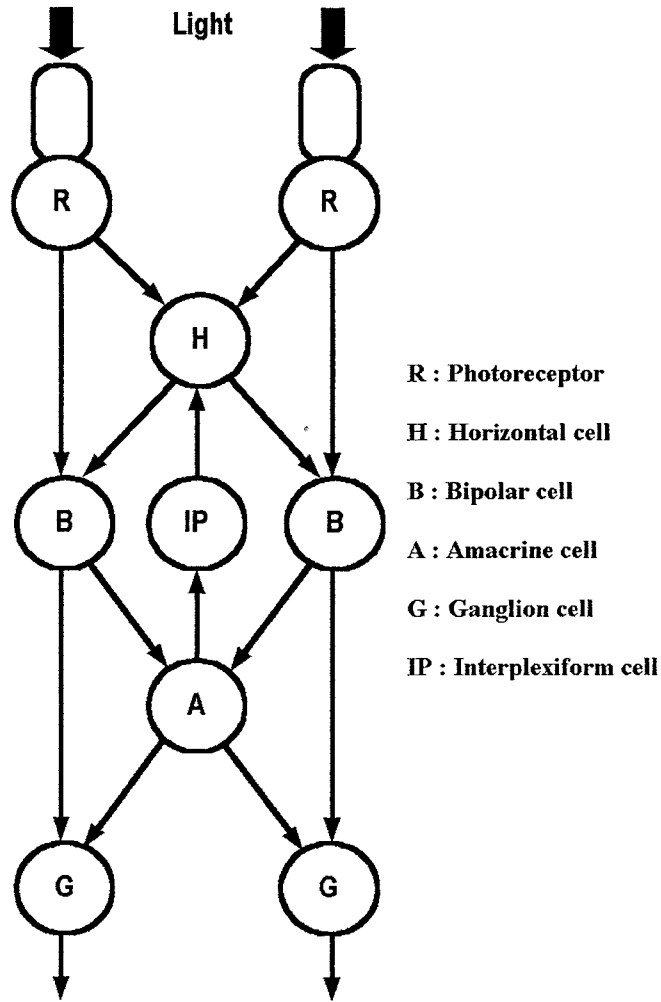 Light
R
R
H
R : Photoreceptor
H : Horizontal cell
B
IP
B
B : Bipolar cell
A : Amacrine cell
G : Ganglion cell
IP : Interplexiform cell
A
G
G